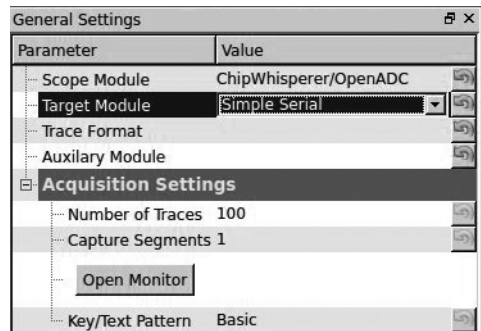 General Settings
Parameter Value
Scope Module ChipWhisperer/OpenADC
Target Module Simple Serial
Trace Format
Auxilary Module
Acquisition Settings
Number of Traces 100
Capture Segments 1
Open Monitor
Key/Text Pattern Basic